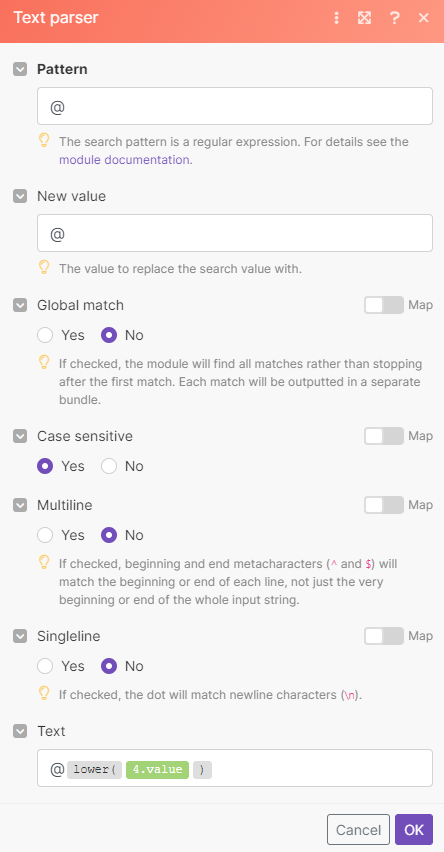 Text parser
?
Pattern
@
The search pattern is a regular expression. For details see the
module documentation.
New value
@
The value to replace the search value with.
Global match
Map
Yes No
If checked, the module will find all matches rather than stopping
after the first match. Each match will be outputted in a separate
bundle.
Case sensitive
Map
Yes No
Multiline
Map
Yes No
If checked, beginning and end metacharacters (^ and $) will
match the beginning or end of each line, not just the very
beginning or end of the whole input string.
Singleline
Map
Yes No
If checked, the dot will match newline characters (\n).
Text
@ lower( 4.value )
Cancel OK